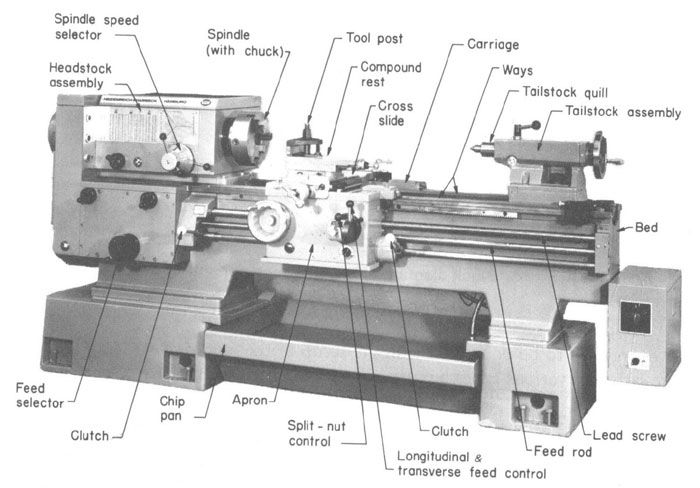 Spindle speed
selector
Spindle
(with chuck)
Tool post
Carriage
Headstock
assembly
Compound
rest
Ways
Cross
slide
Tailstock quill
Tailstock assembly
Bed
Feed
selector
Clutch
Chip
pan
Apron
Split-nut
control
Longitudinal &
transverse feed control
Clutch
Feed rod
Lead screw